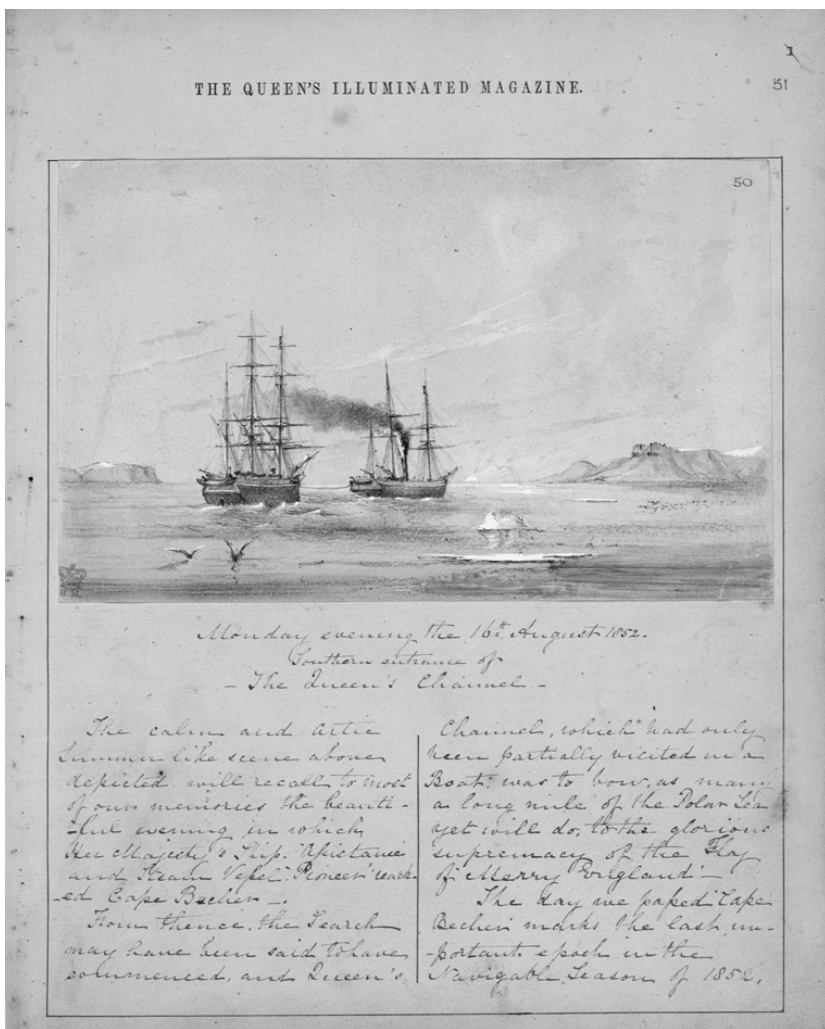 1
THE QUEEN'S ILLUMINATED MAGAZINE.
51
50
Monday evening the 16th August 1852.
Southern entrance of
- The Queen's Channel -
The calm and Artic
Summer like scene above
depicted will recall to most
of our memories the beauti-
-ful evening in which
Her Majesty's Ship "Assistance"
and Steam Vessel "Pioneer" reach-
-ed Cape Becher -.
From thence, the Search
may have been said to have
commenced, and Queen's
Channel, which had only
been partially visited in a
Boat, was to bow, as many
a long mile of the Polar Sea
yet will do, to the glorious
supremacy of the Flag
of "Merry England" -
The day we passed Cape
Becher marks the last im-
-portant epoch in the
Navigable Season of 1852.